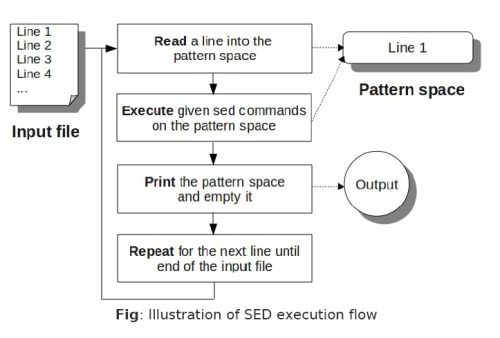 Line 1
Line 2
Line 3
Line 4
...
Input file
Read a line into the
pattern space
Line 1
Pattern space
Execute given sed commands
on the pattern space
Print the pattern space
and empty it
Output
Repeat for the next line until
end of the input file
Fig: Illustration of SED execution flow